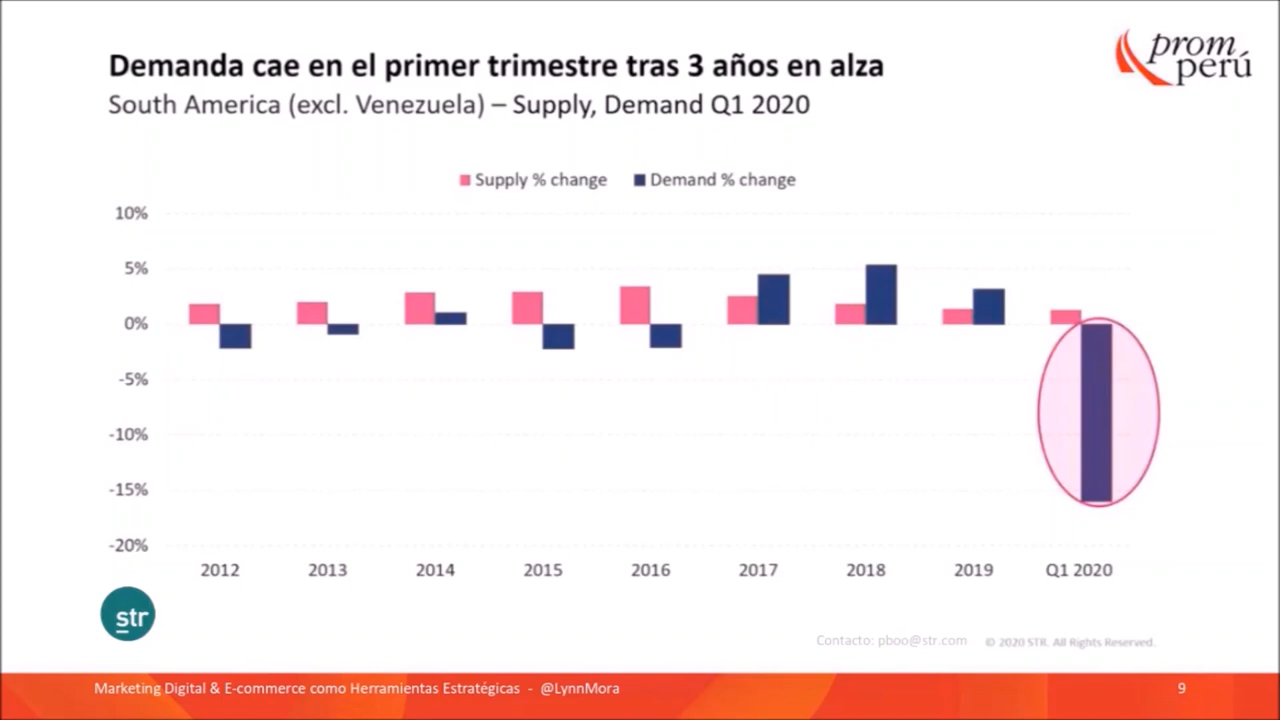 Demanda cae en el primer trimestre tras 3 años en alza
South America (excl. Venezuela) – Supply, Demand Q1 2020
prom
perú
Supply % change
Demand % change
10%
5%
0%
-5%
-10%
-15%
-20%
2012
2013
2014
2015
2016
2017
2018
2019
Q1 2020
str
Contacto: pboo@str.com
© 2020 STR. All Rights Reserved.
Marketing Digital & E-commerce como Herramientas Estratégicas - @LynnMora
9